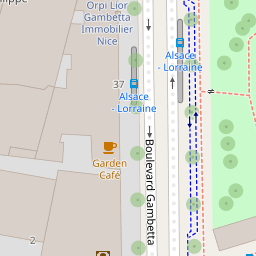 Orpi Lior
Gambetta
Immobilier
Nice
Alsace
- Lorraine
37
Alsace
- Lorraine
Garden
Café
Boulevard Gambetta
2